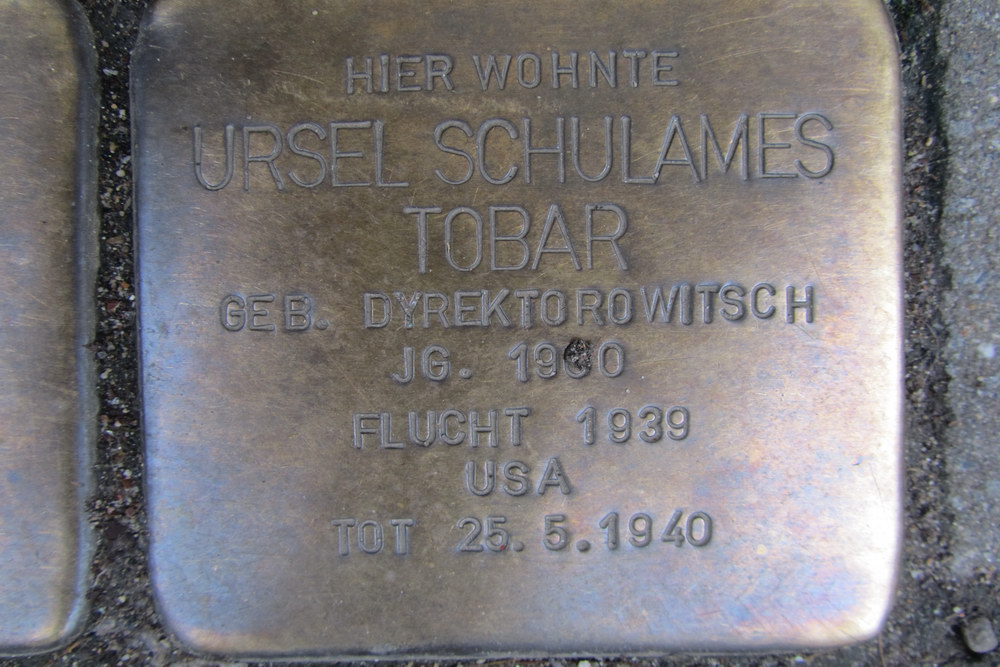 HIER WOHNTE
URSEL SCHULAMES
TOBAR
GEB. DYREKTOROWITSCH
JG.
FLUCHT 1939
USA
TOT 25.5.1940